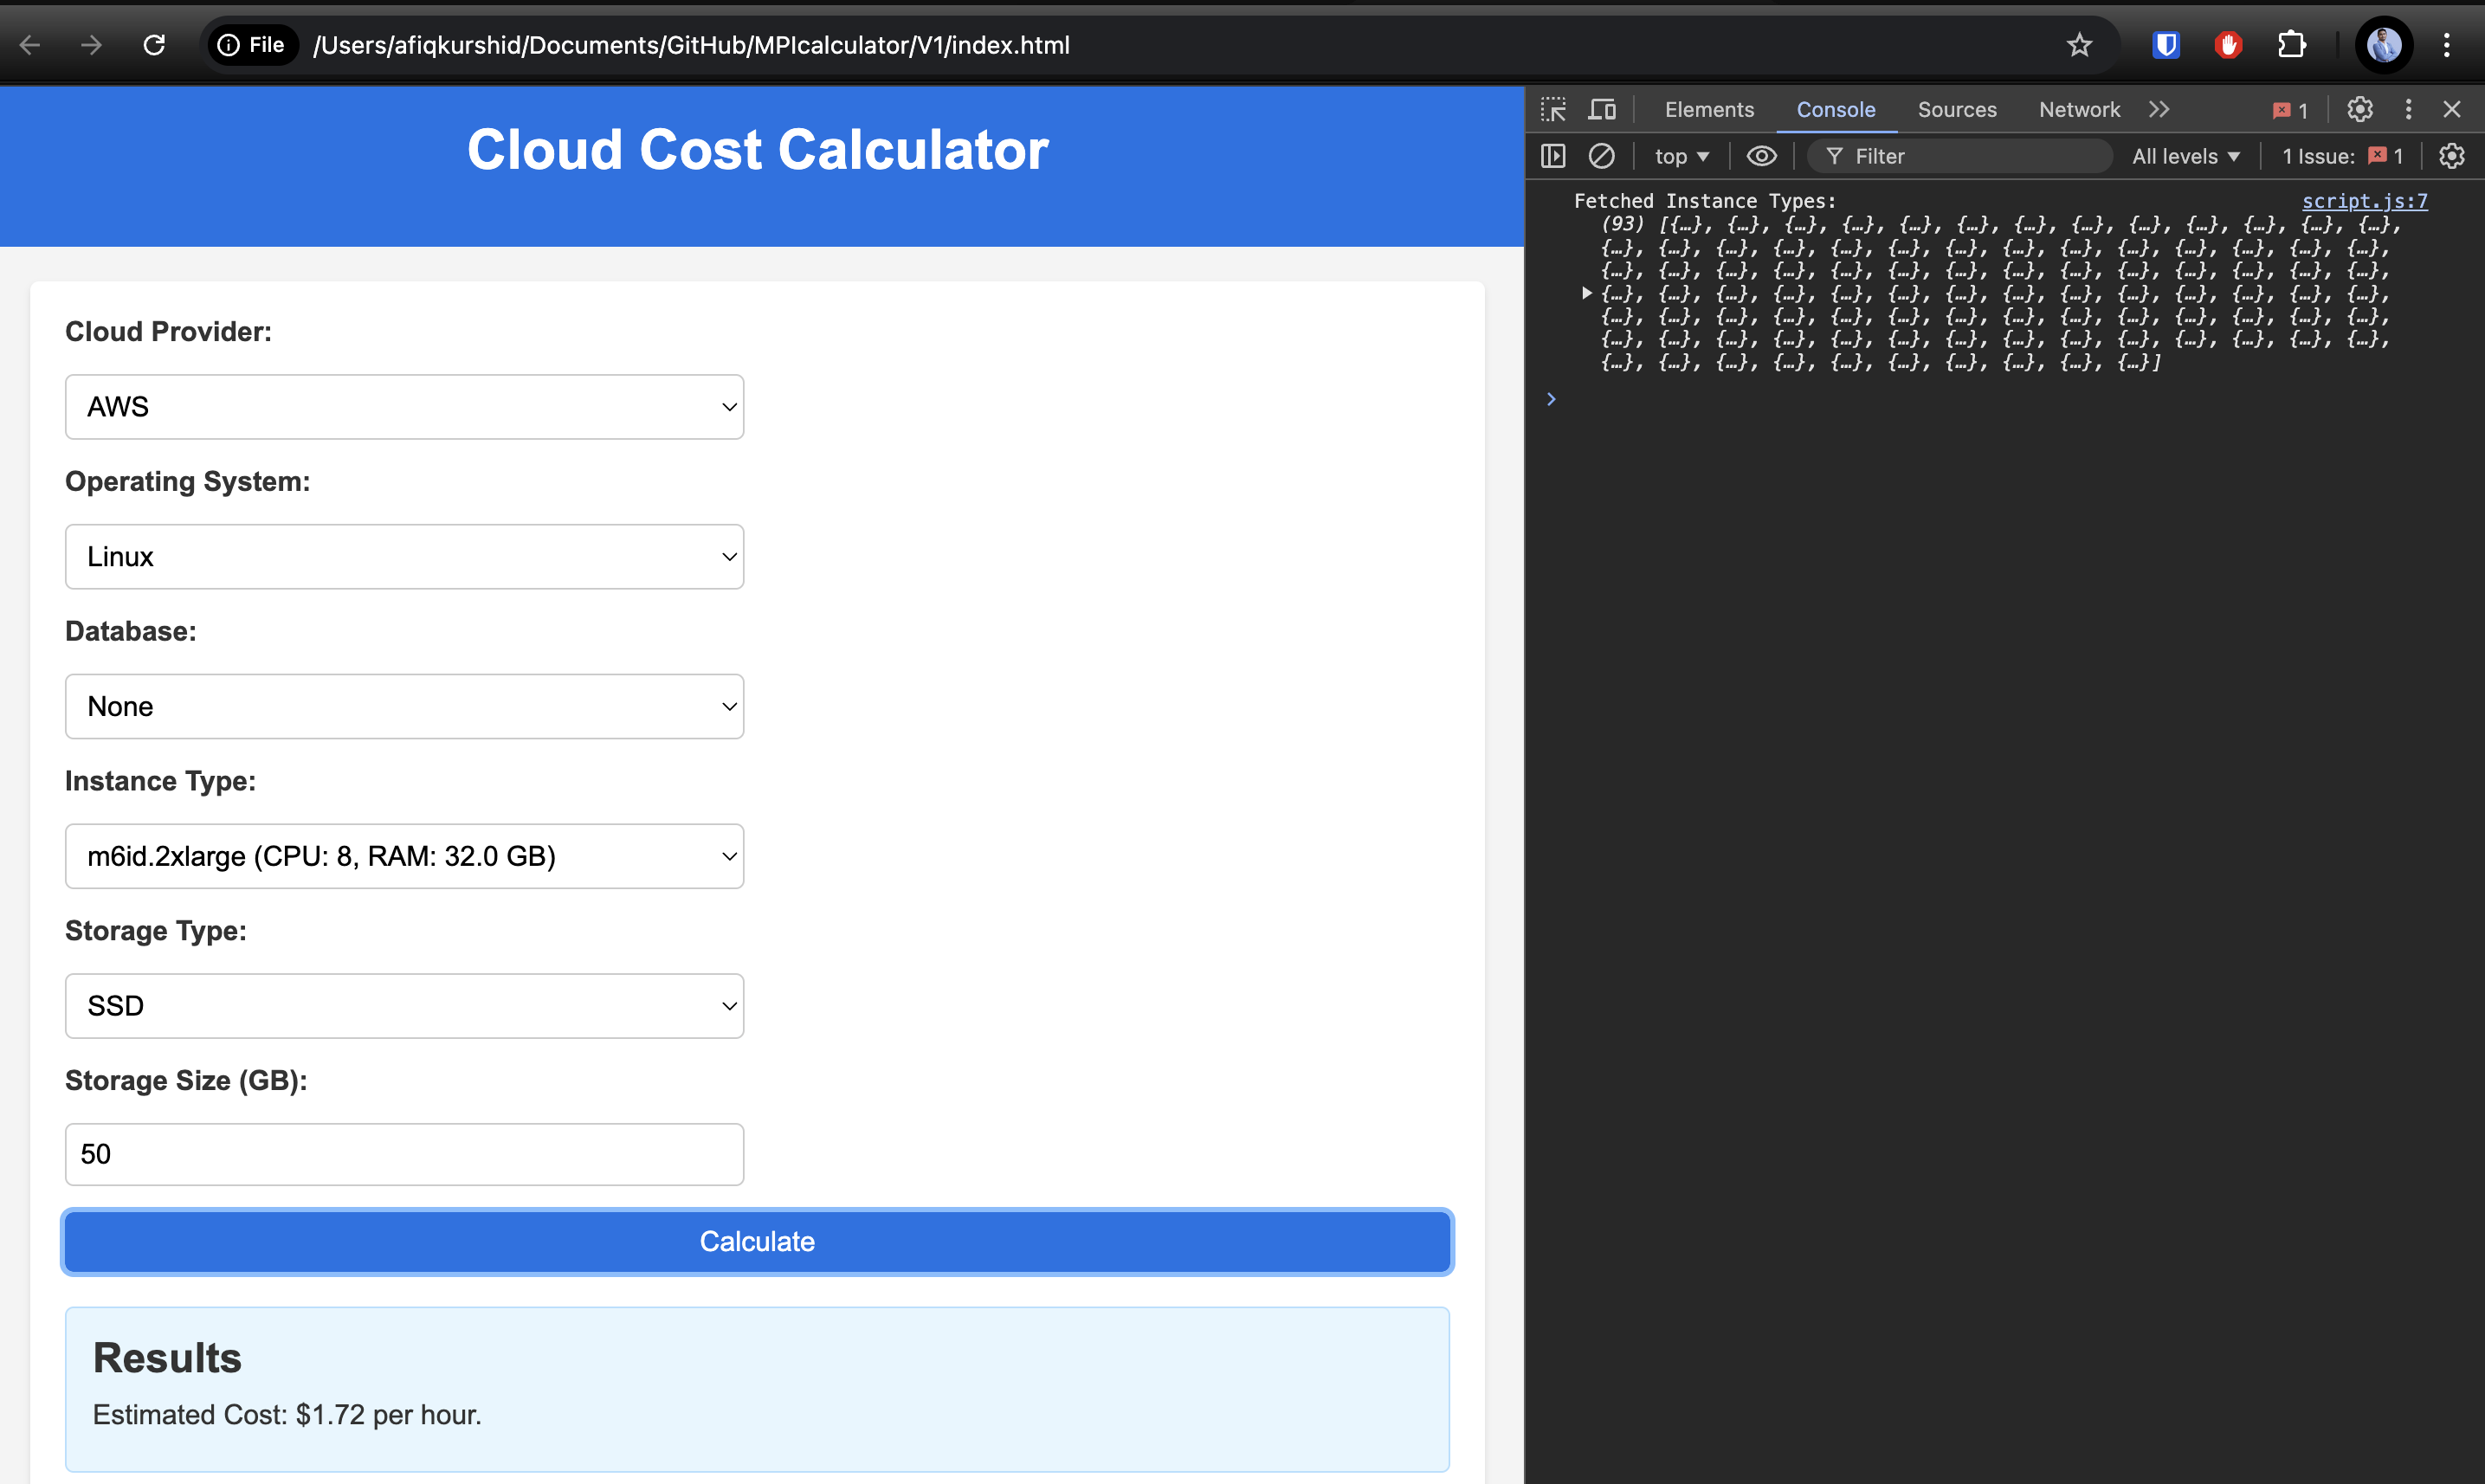 File /Users/afiqkurshid/Documents/GitHub/MPIcalculator/V1/index.html
Cloud Cost Calculator
Cloud Provider:
AWS
Operating System:
Linux
Database:
None
Instance Type:
m6id.2xlarge (CPU: 8, RAM: 32.0 GB)
Storage Type:
SSD
Storage Size (GB):
50
Calculate
Results
Estimated Cost: $1.72 per hour.
Elements Console Sources Network 1
top Filter All levels 1 Issue: 1
Fetched Instance Types: script.js:7
(93) [{…}, {…}, {…}, {…}, {…}, {…}, {…}, {…}, {…}, {…}, {…}, {…}, {…},
{…}, {…}, {…}, {…}, {…}, {…}, {…}, {…}, {…}, {…}, {…}, {…}, {…}, {…},
{…}, {…}, {…}, {…}, {…}, {…}, {…}, {…}, {…}, {…}, {…}, {…}, {…}, {…},
{…}, {…}, {…}, {…}, {…}, {…}, {…}, {…}, {…}, {…}, {…}, {…}, {…}, {…},
{…}, {…}, {…}, {…}, {…}, {…}, {…}, {…}, {…}, {…}, {…}, {…}, {…}, {…},
{…}, {…}, {…}, {…}, {…}, {…}, {…}, {…}, {…}, {…}, {…}, {…}, {…}, {…},
{…}, {…}, {…}, {…}, {…}, {…}, {…}, {…}, {…}, {…}]